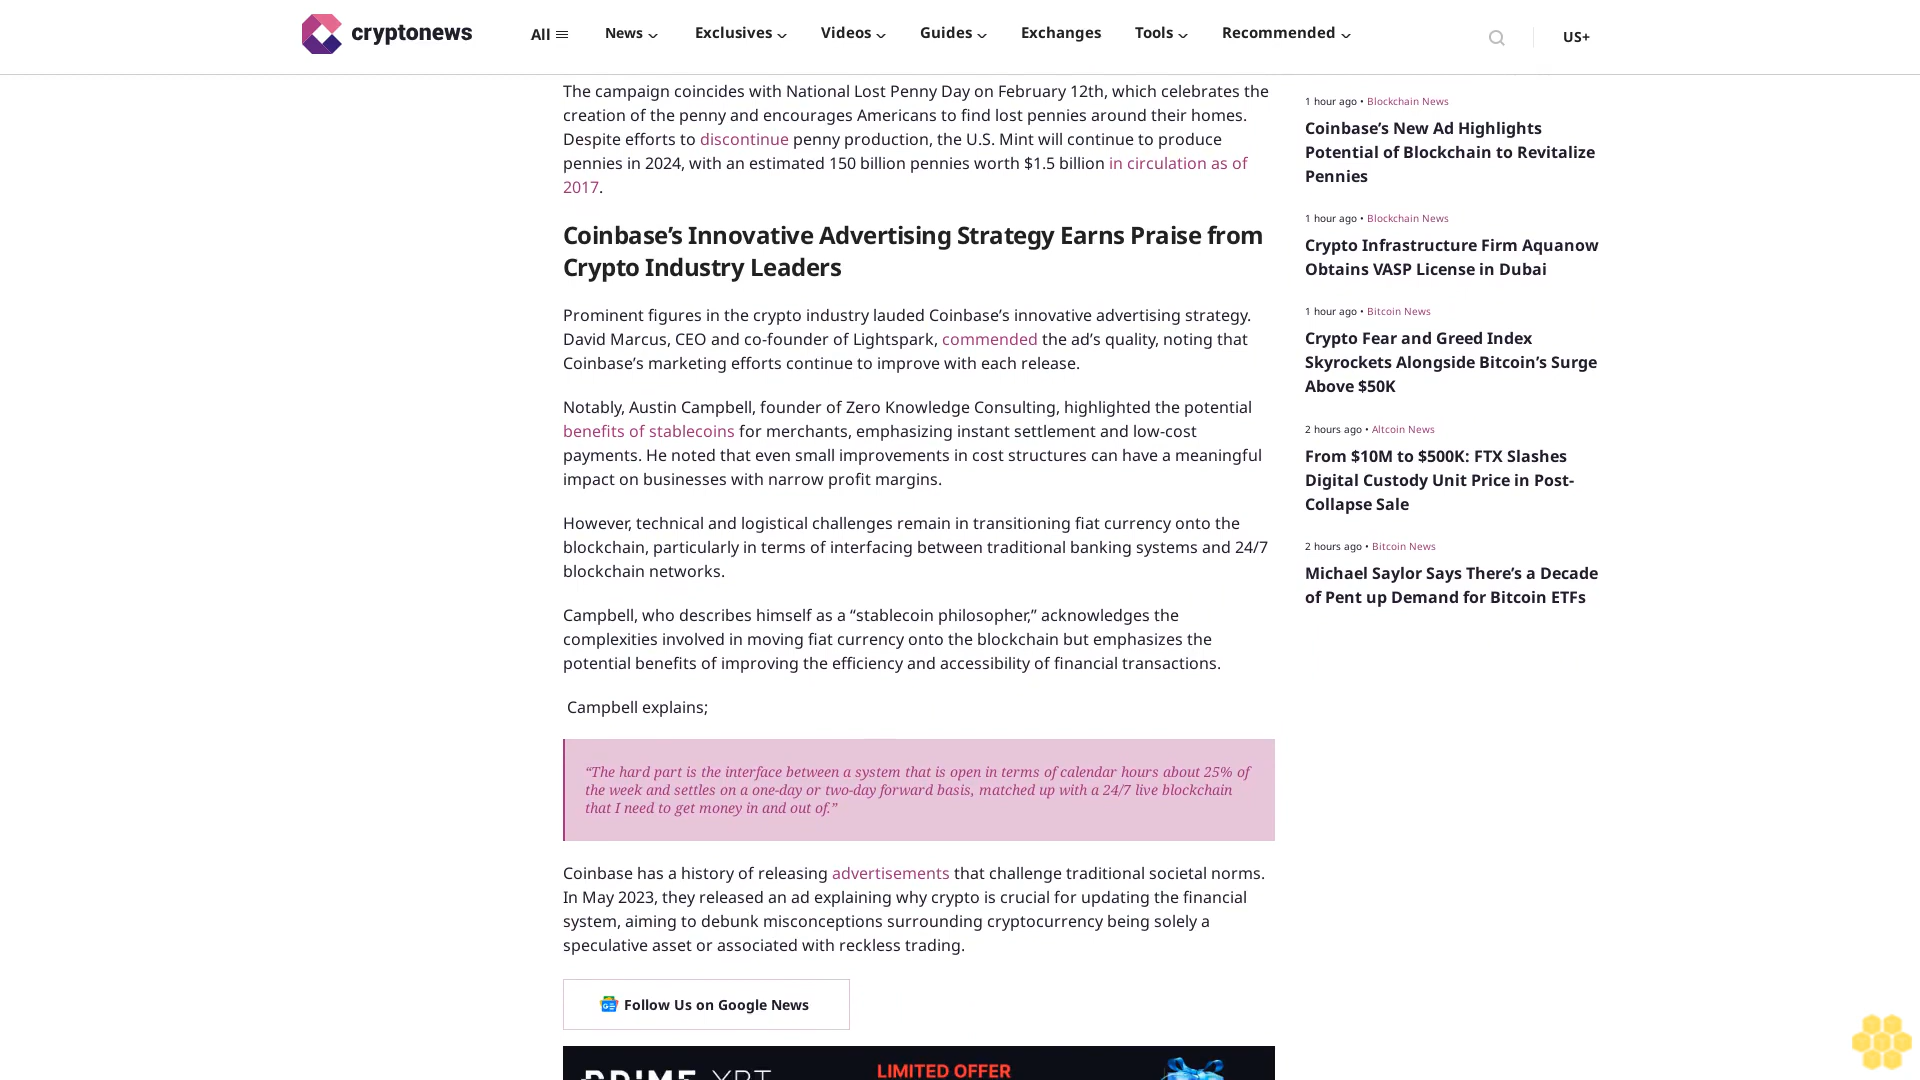 cryptonews
All
News
Exclusives
Videos
Guides
Exchanges
Tools
Recommended
US+
The campaign coincides with National Lost Penny Day on February 12th, which celebrates the
creation of the penny and encourages Americans to find lost pennies around their homes.
Despite efforts to discontinue penny production, the U.S. Mint will continue to produce
pennies in 2024, with an estimated 150 billion pennies worth $1.5 billion in circulation as of
2017.
Coinbase’s Innovative Advertising Strategy Earns Praise from
Crypto Industry Leaders
Prominent figures in the crypto industry lauded Coinbase’s innovative advertising strategy.
David Marcus, CEO and co-founder of Lightspark, commended the ad’s quality, noting that
Coinbase’s marketing efforts continue to improve with each release.
Notably, Austin Campbell, founder of Zero Knowledge Consulting, highlighted the potential
benefits of stablecoins for merchants, emphasizing instant settlement and low-cost
payments. He noted that even small improvements in cost structures can have a meaningful
impact on businesses with narrow profit margins.
However, technical and logistical challenges remain in transitioning fiat currency onto the
blockchain, particularly in terms of interfacing between traditional banking systems and 24/7
blockchain networks.
Campbell, who describes himself as a “stablecoin philosopher,” acknowledges the
complexities involved in moving fiat currency onto the blockchain but emphasizes the
potential benefits of improving the efficiency and accessibility of financial transactions.
Campbell explains;
“The hard part is the interface between a system that is open in terms of calendar hours about 25% of
the week and settles on a one-day or two-day forward basis, matched up with a 24/7 live blockchain
that I need to get money in and out of.”
Coinbase has a history of releasing advertisements that challenge traditional societal norms.
In May 2023, they released an ad explaining why crypto is crucial for updating the financial
system, aiming to debunk misconceptions surrounding cryptocurrency being solely a
speculative asset or associated with reckless trading.
Follow Us on Google News
PRIME XBT
LIMITED OFFER
1 hour ago • Blockchain News
Coinbase’s New Ad Highlights
Potential of Blockchain to Revitalize
Pennies
1 hour ago • Blockchain News
Crypto Infrastructure Firm Aquanow
Obtains VASP License in Dubai
1 hour ago • Bitcoin News
Crypto Fear and Greed Index
Skyrockets Alongside Bitcoin’s Surge
Above $50K
2 hours ago • Altcoin News
From $10M to $500K: FTX Slashes
Digital Custody Unit Price in Post-
Collapse Sale
2 hours ago • Bitcoin News
Michael Saylor Says There’s a Decade
of Pent up Demand for Bitcoin ETFs